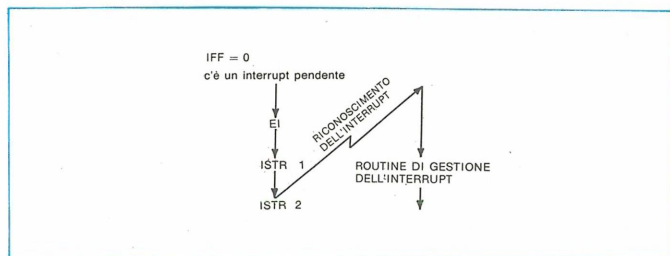 IFF = 0
c'è un interrupt pendente
EI
ISTR 1
ISTR 2
RICONOSCIMENTO
DELL'INTERRUPT
ROUTINE DI GESTIONE
DELL'INTERRUPT